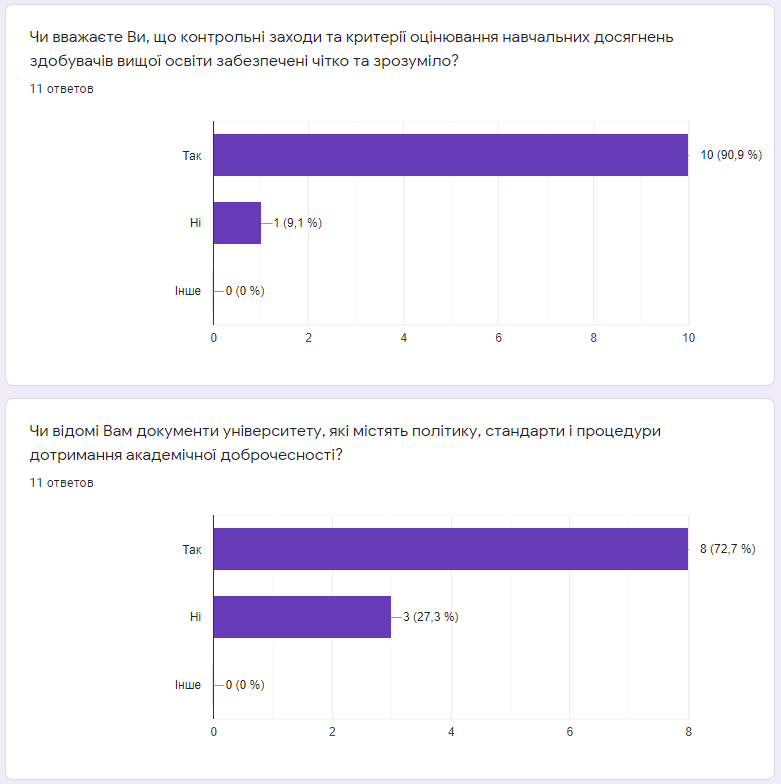 Чи вважаєте Ви, що контрольні заходи та критерії оцінювання навчальних досягнень
здобувачів вищої освіти забезпечені чітко та зрозуміло?
11 ответов
Так
10 (90,9 %)
Ні
1 (9,1 %)
Інше
0 (0 %)
0 2 4 6 8 10
Чи відомі Вам документи університету, які містять політику, стандарти і процедури
дотримання академічної доброчесності?
11 ответов
Так
8 (72,7 %)
Ні
3 (27,3 %)
Інше
0 (0 %)
0 2 4 6 8